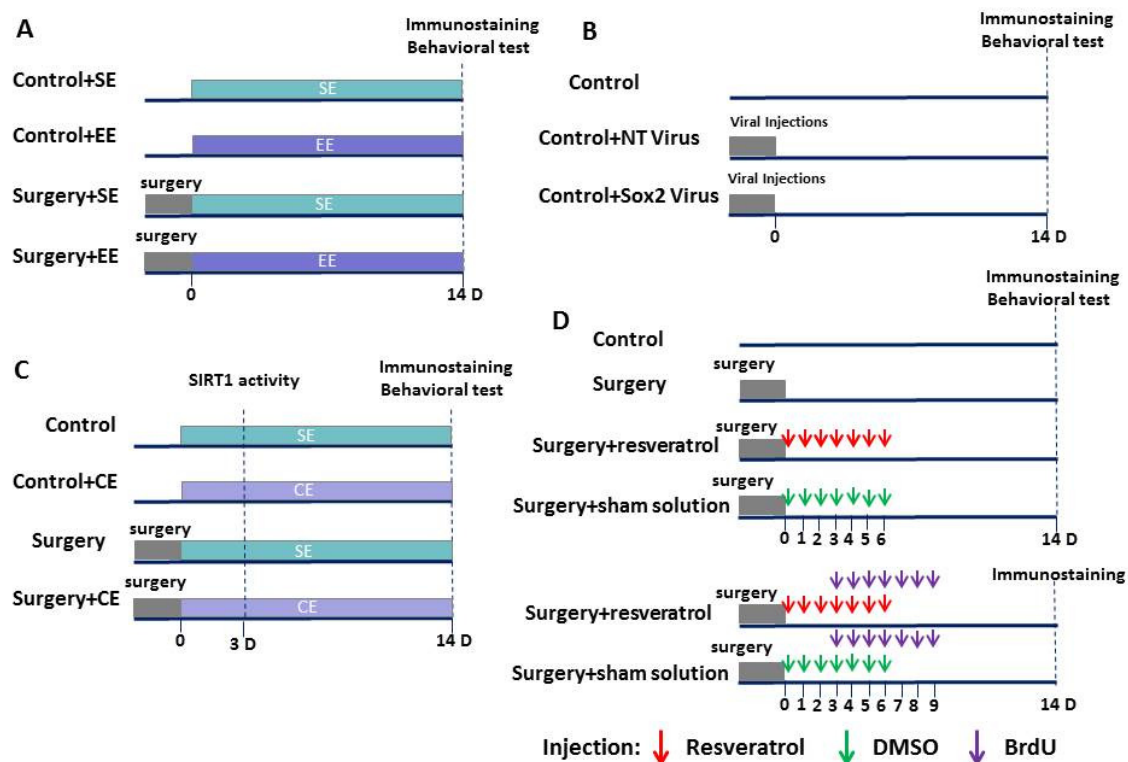 A
Immunostaining
Behavioral test
Control+SE
SE
Control+EE
EE
surgery
Surgery+SE
SE
surgery
Surgery+EE
EE
0
14 D
B
Immunostaining
Behavioral test
Control
Viral Injections
Control+NT Virus
Viral Injections
Control+Sox2 Virus
0
14 D
C
SIRT1 activity
Immunostaining
Behavioral test
Control
SE
Control+CE
CE
surgery
Surgery
SE
surgery
Surgery+CE
CE
0
3 D
14 D
D
Immunostaining
Behavioral test
Control
surgery
Surgery
surgery
Surgery+resveratrol
surgery
Surgery+sham solution
0 1 2 3 4 5 6
14 D
Immunostaining
surgery
Surgery+resveratrol
surgery
Surgery+sham solution
0 1 2 3 4 5 6 7 8 9
14 D
Injection: Resveratrol DMSO BrdU